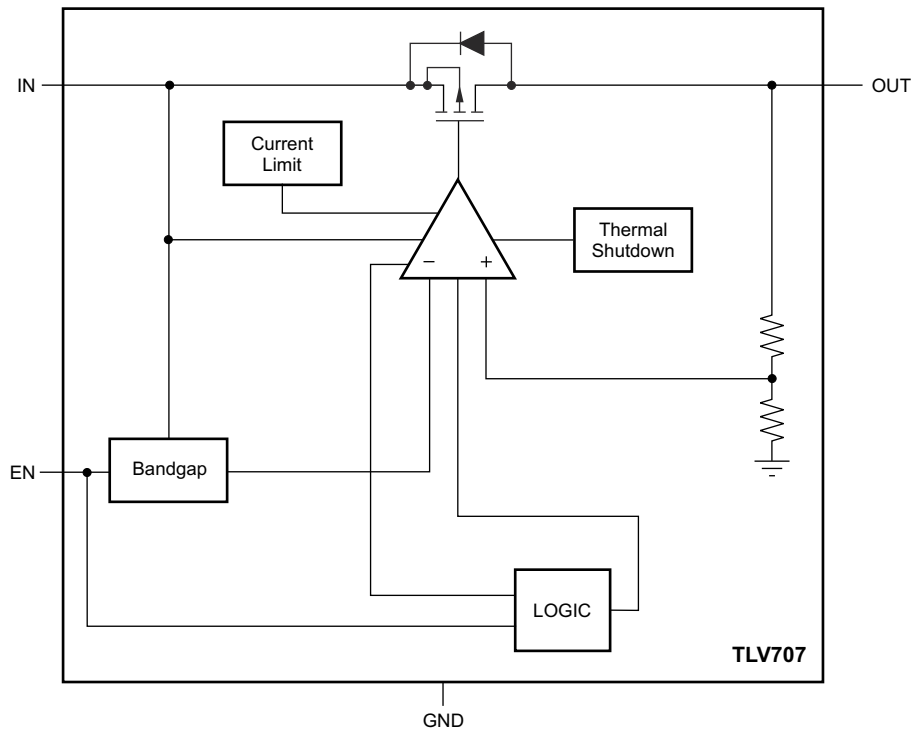 IN
OUT
Current
Limit
Thermal
Shutdown
−
+
EN
Bandgap
LOGIC
TLV707
GND